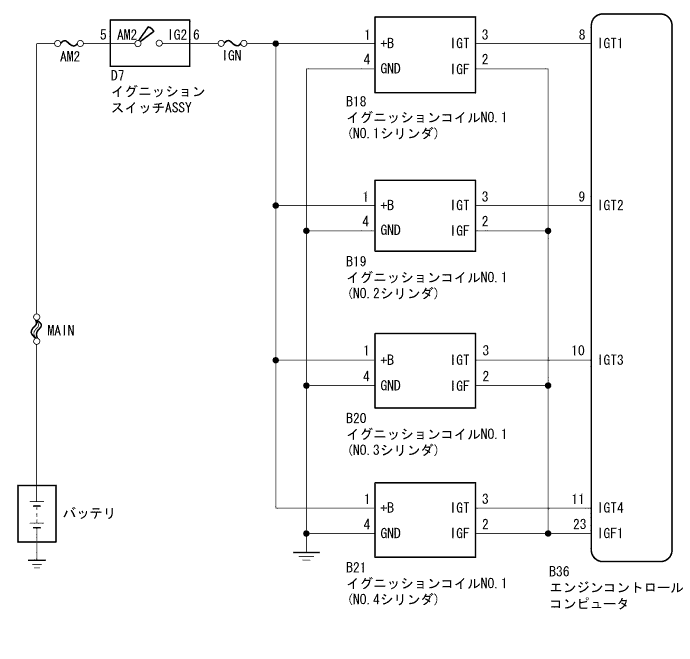 AM2
5
AM2
IG2
6
IGN
D7
イグニッション
スイッチASSY
MAIN
バッテリ
1
+B
IGT
3
4
GND
IGF
2
B18
イグニッションコイルNO.1
(NO.1シリンダ)
1
+B
IGT
3
4
GND
IGF
2
B19
イグニッションコイルNO.1
(NO.2シリンダ)
1
+B
IGT
3
4
GND
IGF
2
B20
イグニッションコイルNO.1
(NO.3シリンダ)
1
+B
IGT
3
4
GND
IGF
2
B21
イグニッションコイルNO.1
(NO.4シリンダ)
8
IGT1
9
IGT2
10
IGT3
11
IGT4
23
IGF1
B36
エンジンコントロール
コンピュータ